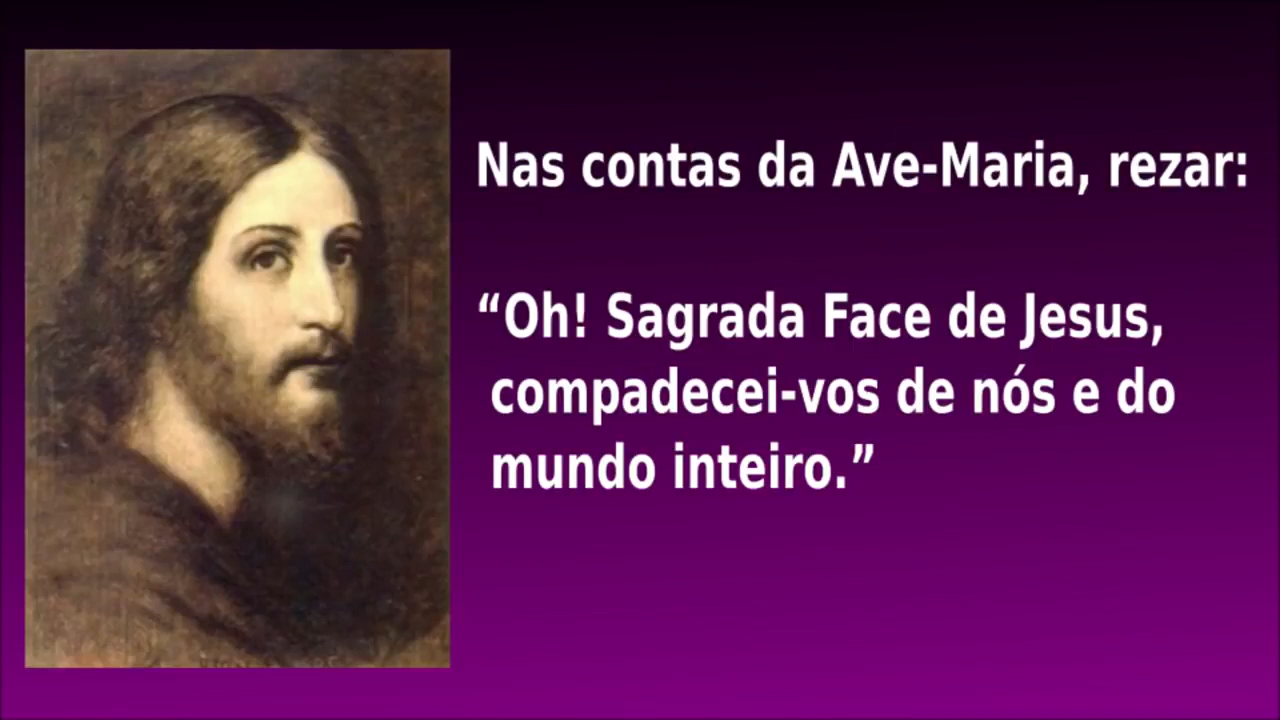 Nas contas da Ave-Maria, rezar:
“Oh! Sagrada Face de Jesus,
compadecei-vos de nós e do
mundo inteiro.”